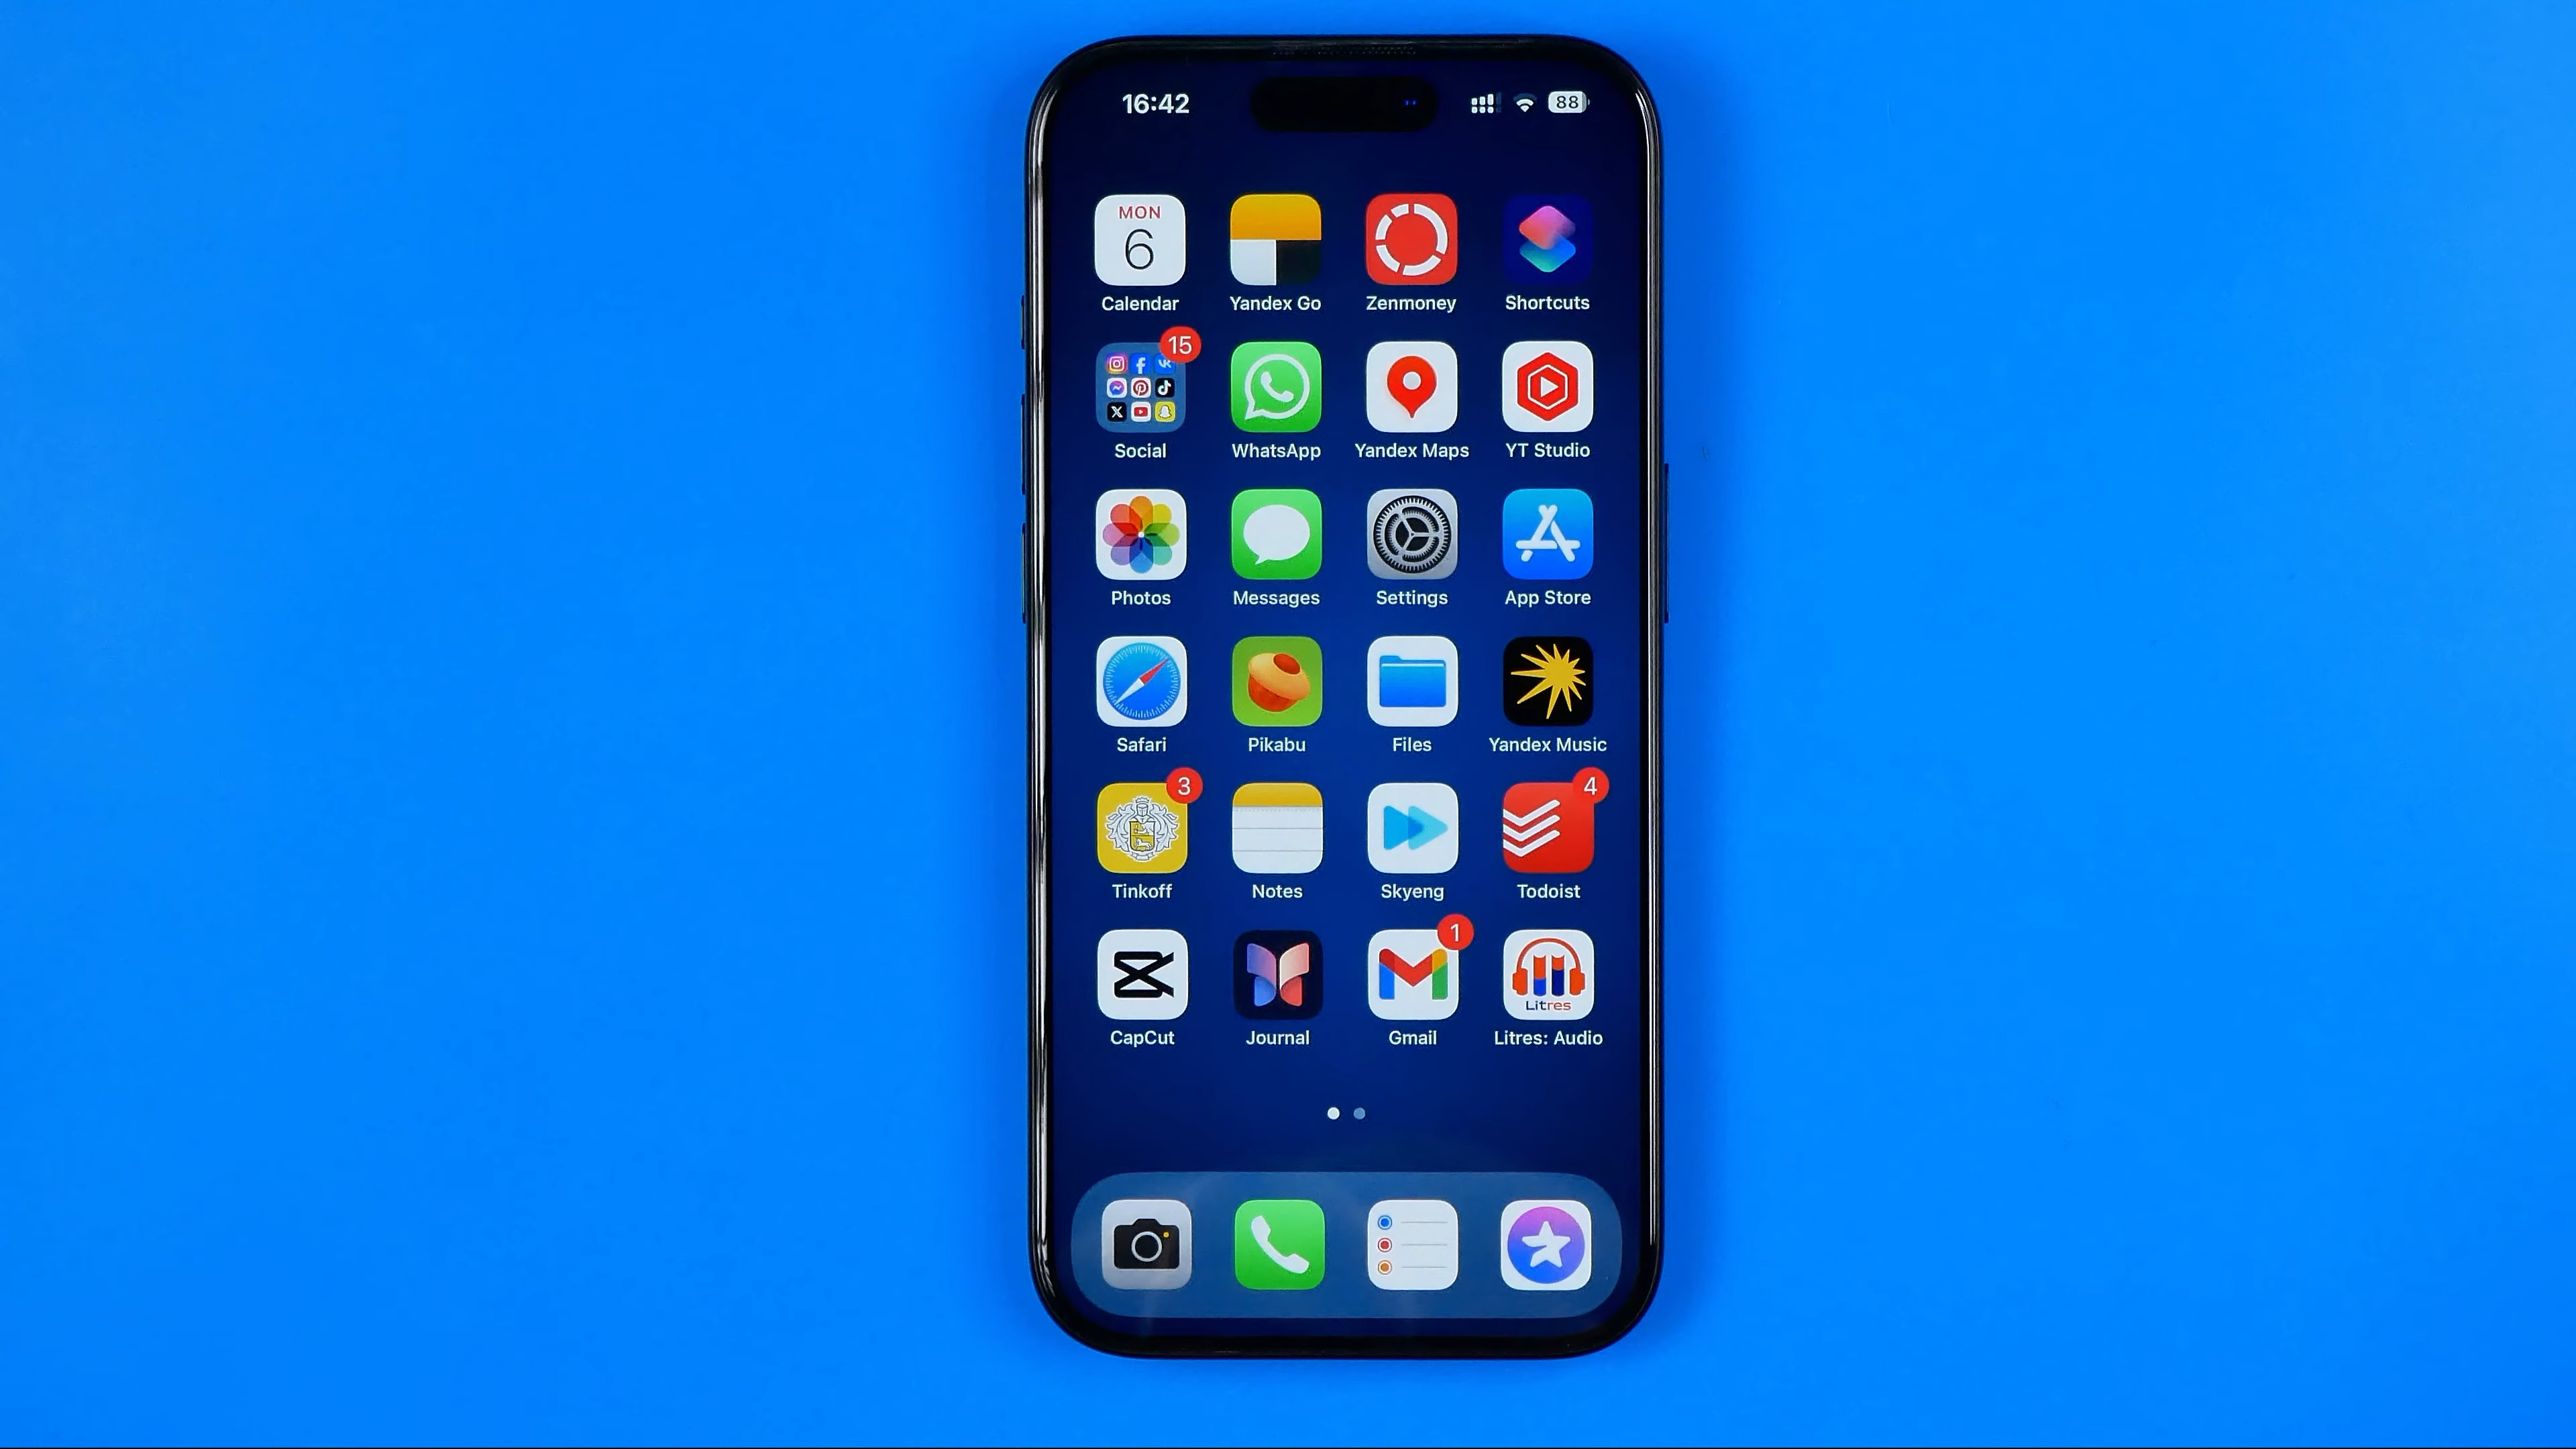 16:42 88
MON
6
Calendar Yandex Go Zenmoney Shortcuts
15
Social WhatsApp Yandex Maps YT Studio
Photos Messages Settings App Store
Safari Pikabu Files Yandex Music
3 4
Tinkoff Notes Skyeng Todoist
1
Litres
CapCut Journal Gmail Litres: Audio